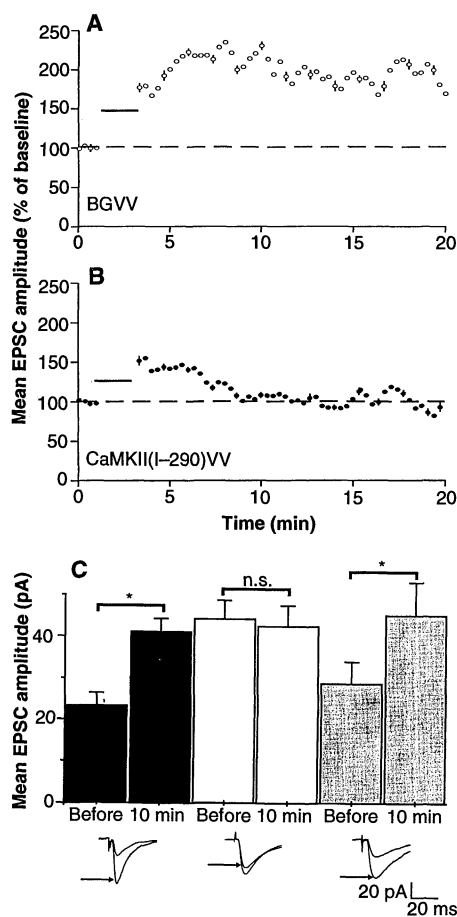 A
Mean EPSC amplitude (% of baseline)
250
200
150
100
50
0
BGVV
0 5 10 15 20
B
250
200
150
100
50
0
CaMKII(I–290)VV
0 5 10 15 20
Time (min)
C
Mean EPSC amplitude (pA)
* n.s. *
40
20
0
Before 10 min Before 10 min Before 10 min
20 pA
20 ms